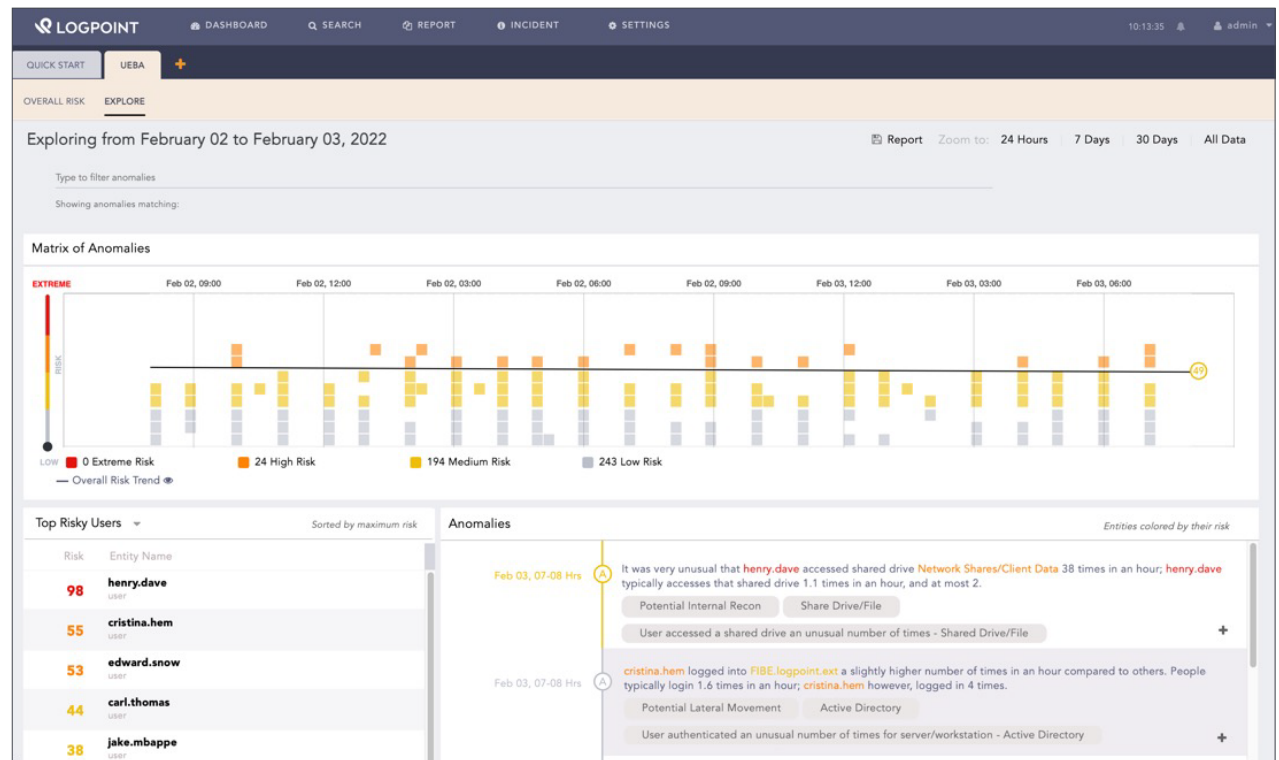 LOGPOINT DASHBOARD SEARCH REPORT INCIDENT SETTINGS 10:13:35 admin
QUICK START UEBA +
OVERALL RISK EXPLORE
Exploring from February 02 to February 03, 2022
Report Zoom to: 24 Hours 7 Days 30 Days All Data
Type to filter anomalies
Showing anomalies matching:
Matrix of Anomalies
EXTREME Feb 02, 09:00 Feb 02, 12:00 Feb 02, 03:00 Feb 02, 06:00 Feb 02, 09:00 Feb 03, 12:00 Feb 03, 03:00 Feb 03, 06:00
RISK
49
LOW 0 Extreme Risk 24 High Risk 194 Medium Risk 243 Low Risk
Overall Risk Trend
Top Risky Users Sorted by maximum risk
Risk Entity Name
98 henry.dave
user
55 cristina.hem
user
53 edward.snow
user
44 carl.thomas
user
38 jake.mbappe
user
Anomalies Entities colored by their risk
Feb 03, 07-08 Hrs A It was very unusual that henry.dave accessed shared drive Network Shares/Client Data 38 times in an hour; henry.dave
typically accesses that shared drive 1.1 times in an hour, and at most 2.
Potential Internal Recon Share Drive/File
User accessed a shared drive an unusual number of times - Shared Drive/File +
Feb 03, 07-08 Hrs A cristina.hem logged into FIBE.logpoint.ext a slightly higher number of times in an hour compared to others. People
typically login 1.6 times in an hour; cristina.hem however, logged in 4 times.
Potential Lateral Movement Active Directory
User authenticated an unusual number of times for server/workstation - Active Directory +